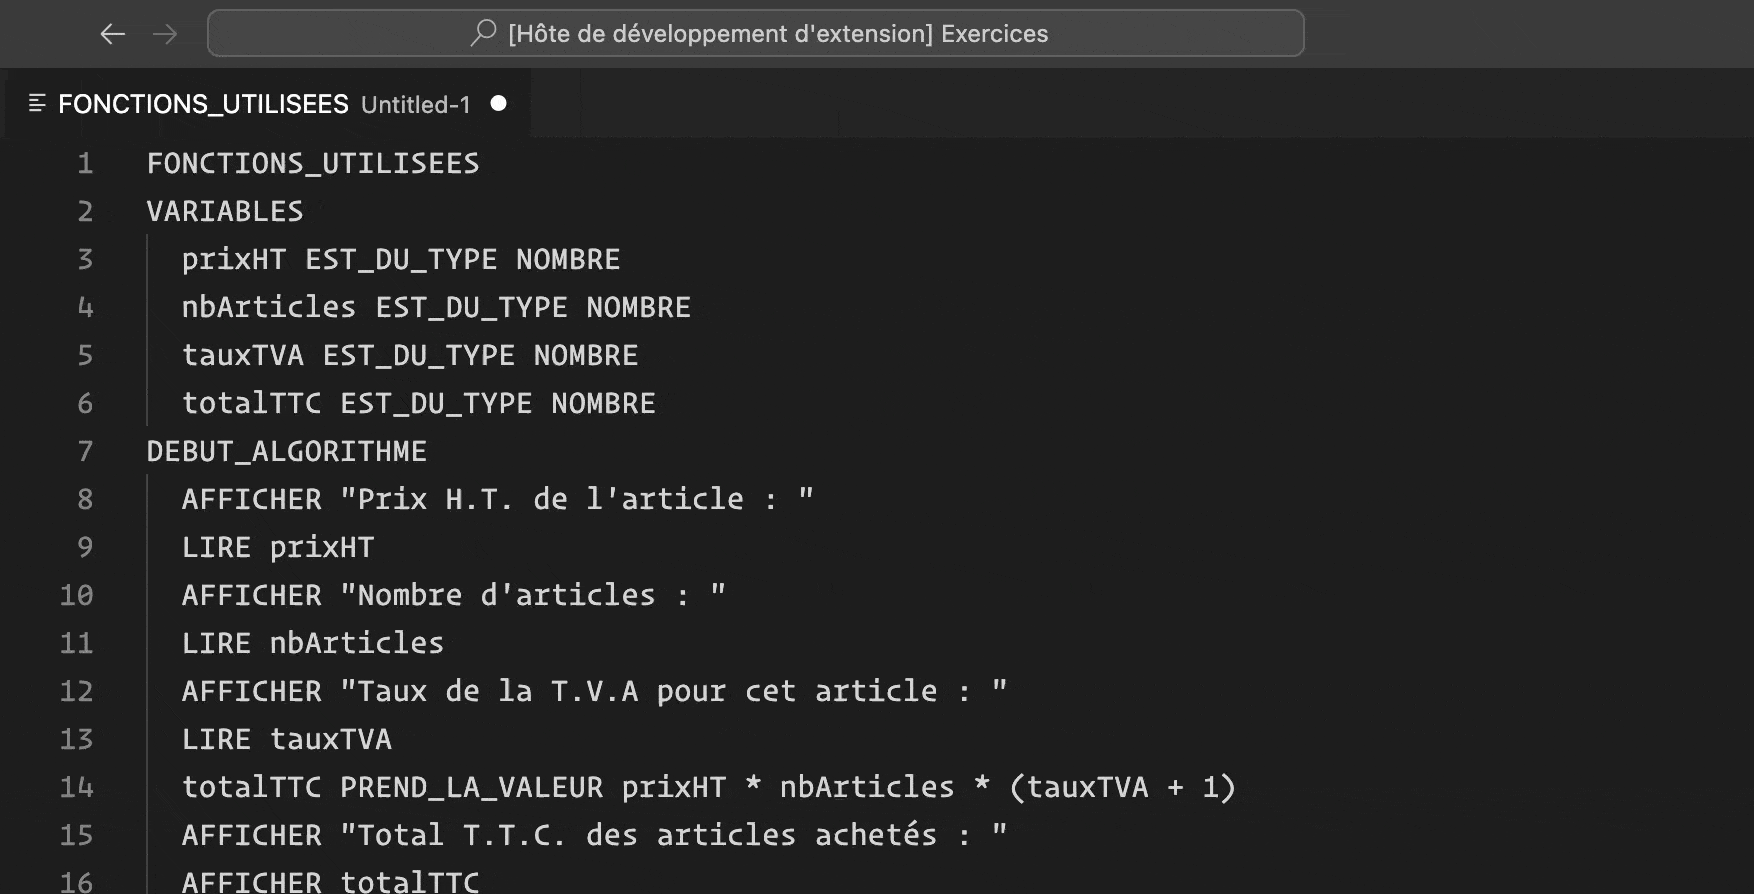 [Hôte de développement d'extension] Exercices
FONCTIONS_UTILISEES Untitled-1
1 FONCTIONS_UTILISEES
2 VARIABLES
3 prixHT EST_DU_TYPE NOMBRE
4 nbArticles EST_DU_TYPE NOMBRE
5 tauxTVA EST_DU_TYPE NOMBRE
6 totalTTC EST_DU_TYPE NOMBRE
7 DEBUT_ALGORITHME
8 AFFICHER "Prix H.T. de l'article : "
9 LIRE prixHT
10 AFFICHER "Nombre d'articles : "
11 LIRE nbArticles
12 AFFICHER "Taux de la T.V.A pour cet article : "
13 LIRE tauxTVA
14 totalTTC PREND_LA_VALEUR prixHT * nbArticles * (tauxTVA + 1)
15 AFFICHER "Total T.T.C. des articles achetés : "
16 AFFICHER totalTTC